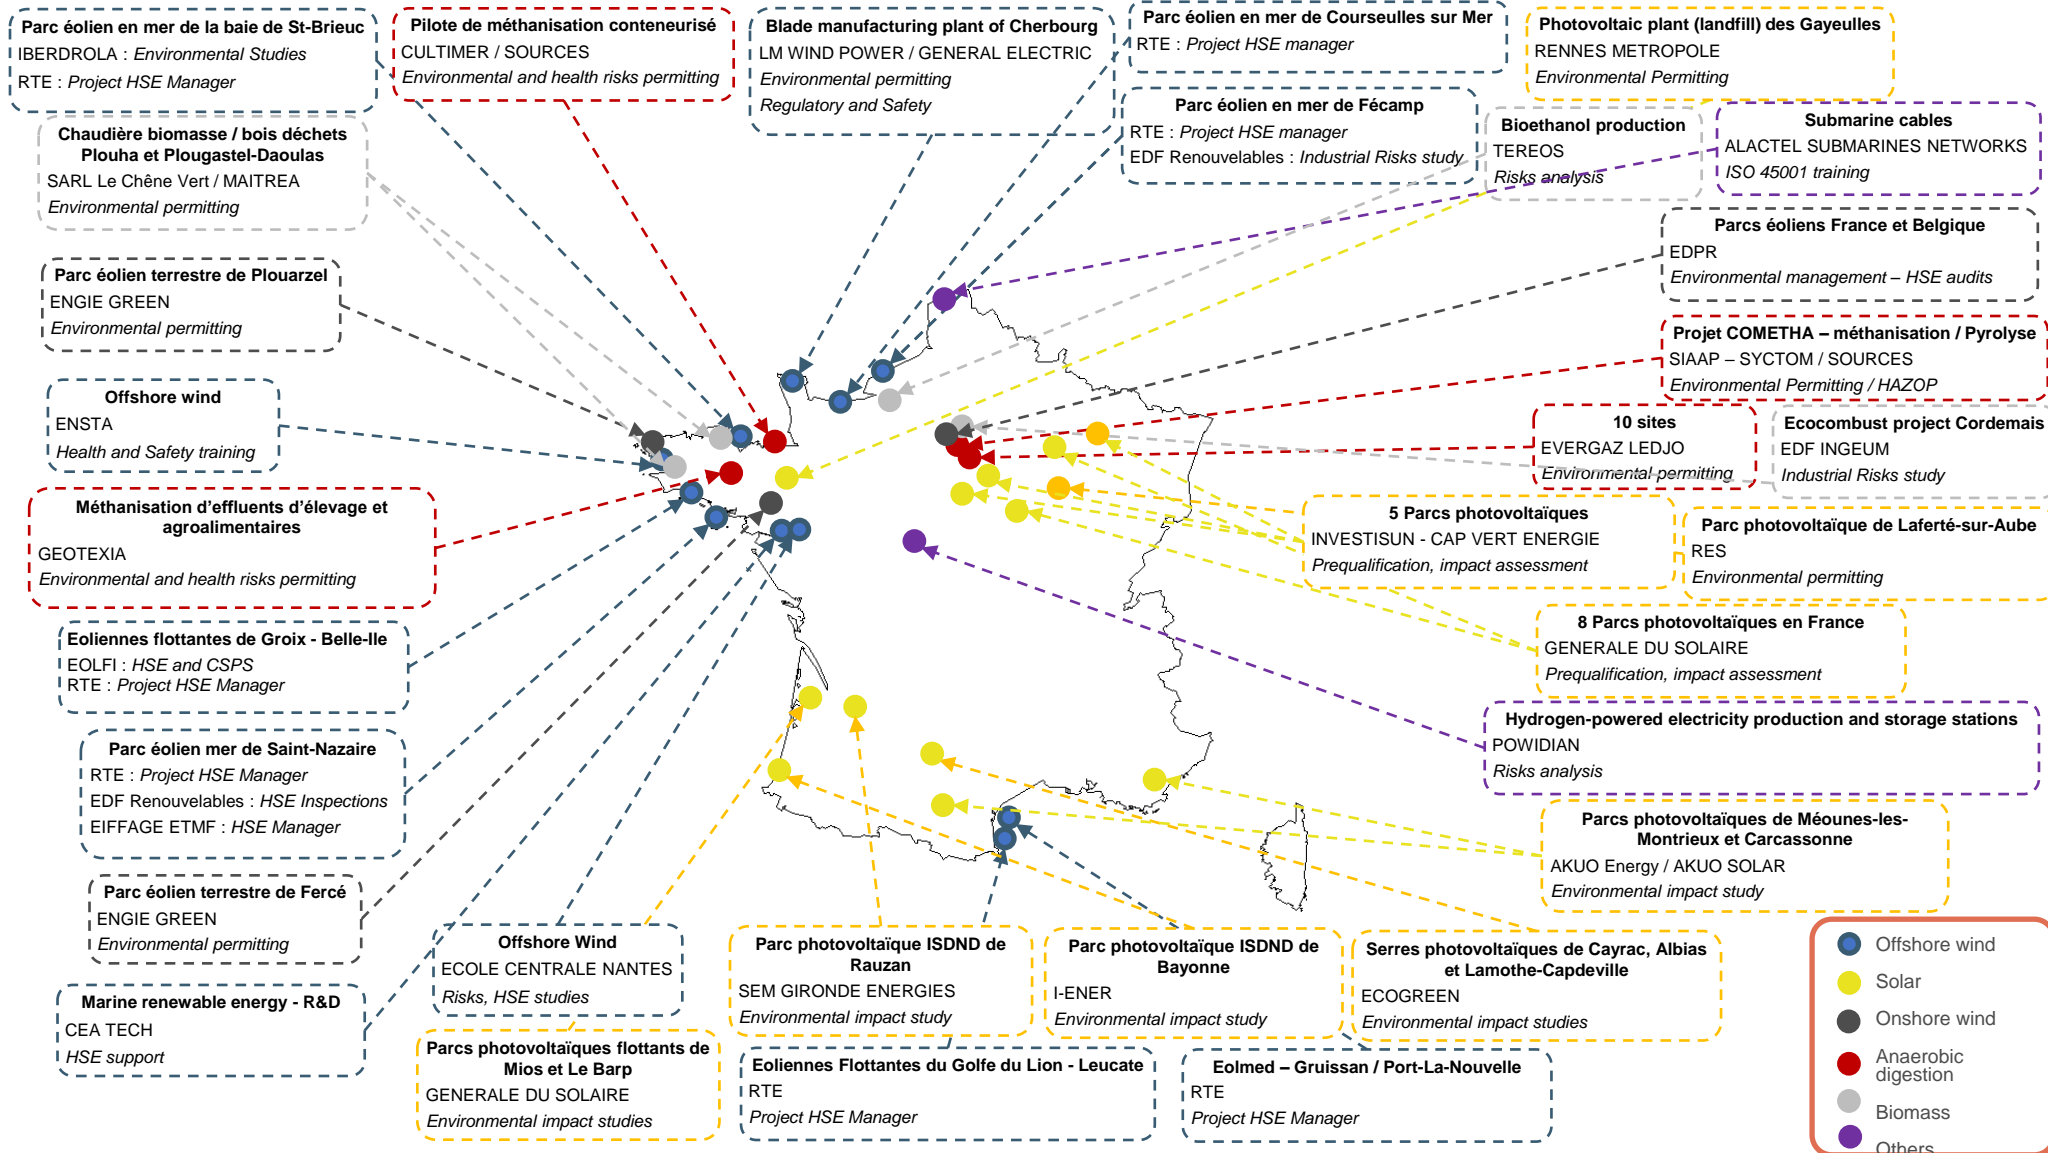 Parc éolien en mer de la baie de St-Brieuc
IBERDROLA : Environmental Studies
RTE : Project HSE Manager
Pilote de méthanisation conteneurisé
CULTIMER / SOURCES
Environmental and health risks permitting
Blade manufacturing plant of Cherbourg
LM WIND POWER / GENERAL ELECTRIC
Environmental permitting
Regulatory and Safety
Parc éolien en mer de Courseulles sur Mer
RTE : Project HSE manager
Photovoltaic plant (landfill) des Gayeulles
RENNES METROPOLE
Environmental Permitting
Chaudière biomasse / bois déchets
Plouha et Plougastel-Daoulas
SARL Le Chêne Vert / MAITREA
Environmental permitting
Parc éolien en mer de Fécamp
RTE : Project HSE manager
EDF Renouvelables : Industrial Risks study
Bioethanol production
TEREOS
Risks analysis
Submarine cables
ALACTEL SUBMARINES NETWORKS
ISO 45001 training
Parcs éoliens France et Belgique
EDPR
Environmental management – HSE audits
Parc éolien terrestre de Plouarzel
ENGIE GREEN
Environmental permitting
Projet COMETHA – méthanisation / Pyrolyse
SIAAP – SYCTOM / SOURCES
Environmental Permitting / HAZOP
Offshore wind
ENSTA
Health and Safety training
10 sites
EVERGAZ LEDJO
Environmental permitting
Ecocombust project Cordemais
EDF INGEUM
Industrial Risks study
Méthanisation d'effluents d'élevage et
agroalimentaires
GEOTEXIA
Environmental and health risks permitting
5 Parcs photovoltaïques
INVESTISUN - CAP VERT ENERGIE
Prequalification, impact assessment
Parc photovoltaïque de Laferté-sur-Aube
RES
Environmental permitting
Eoliennes flottantes de Groix - Belle-Ile
EOLFI : HSE and CSPS
RTE : Project HSE Manager
8 Parcs photovoltaïques en France
GENERALE DU SOLAIRE
Prequalification, impact assessment
Parc éolien mer de Saint-Nazaire
RTE : Project HSE Manager
EDF Renouvelables : HSE Inspections
EIFFAGE ETMF : HSE Manager
Hydrogen-powered electricity production and storage stations
POWIDIAN
Risks analysis
Parcs photovoltaïques de Méounes-les-
Montrieux et Carcassonne
AKUO Energy / AKUO SOLAR
Environmental impact study
Parc éolien terrestre de Fercé
ENGIE GREEN
Environmental permitting
Offshore Wind
ECOLE CENTRALE NANTES
Risks, HSE studies
Parc photovoltaïque ISDND de
Rauzan
SEM GIRONDE ENERGIES
Environmental impact study
Parc photovoltaïque ISDND de
Bayonne
I-ENER
Environmental impact study
Serres photovoltaïques de Cayrac, Albias
et Lamothe-Capdeville
ECOGREEN
Environmental impact studies
Marine renewable energy - R&D
CEA TECH
HSE support
Parcs photovoltaïques flottants de
Mios et Le Barp
GENERALE DU SOLAIRE
Environmental impact studies
Eoliennes Flottantes du Golfe du Lion - Leucate
RTE
Project HSE Manager
Eolmed – Gruissan / Port-La-Nouvelle
RTE
Project HSE Manager
Offshore wind
Solar
Onshore wind
Anaerobic
digestion
Biomass
Others